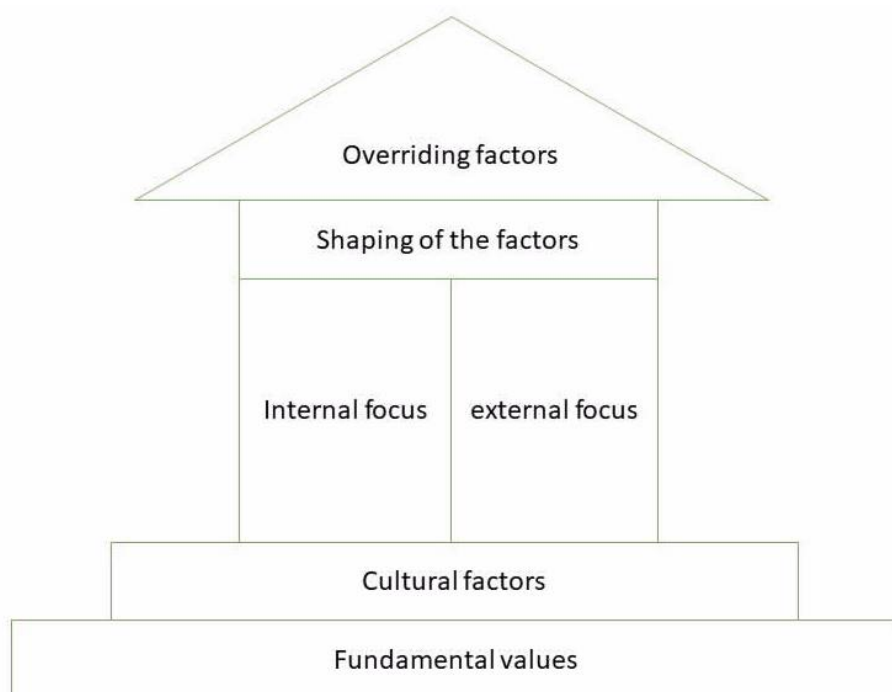 Overriding factors
Shaping of the factors
Internal focus
external focus
Cultural factors
Fundamental values